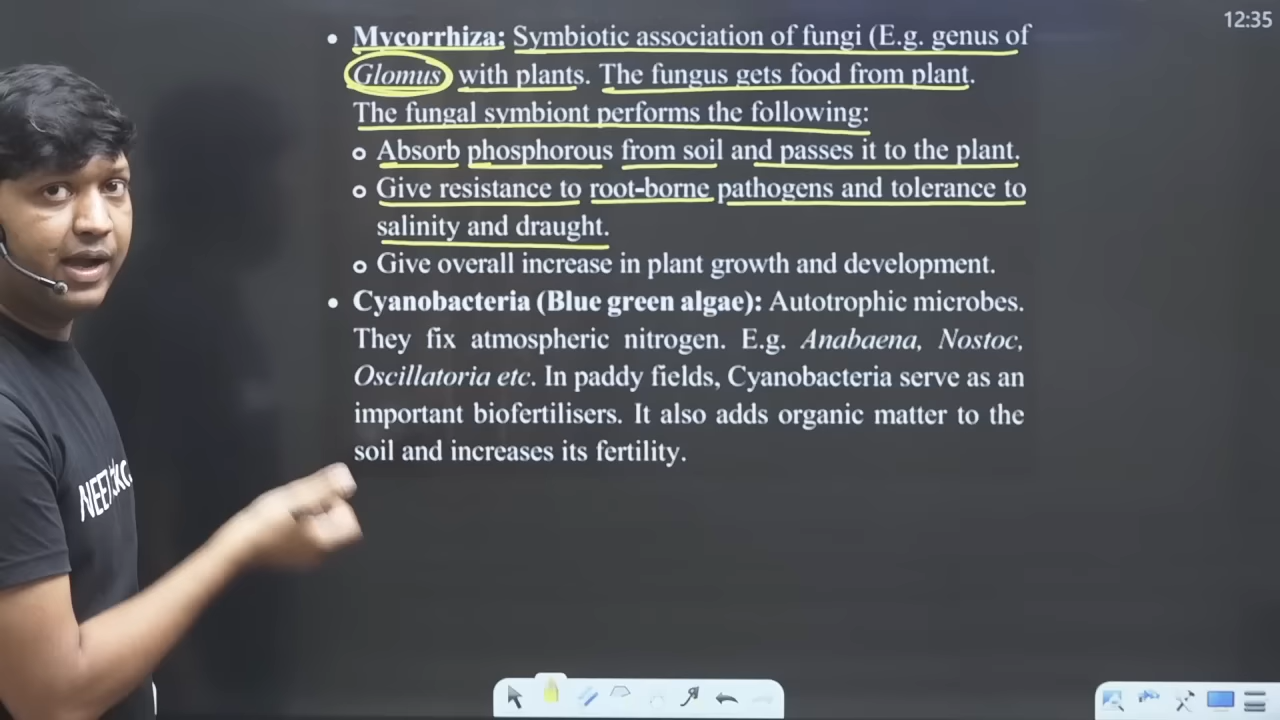 12:35
• Mycorrhiza: Symbiotic association of fungi (E.g. genus of
Glomus) with plants. The fungus gets food from plant.
The fungal symbiont performs the following:
o Absorb phosphorous from soil and passes it to the plant.
o Give resistance to root-borne pathogens and tolerance to
salinity and draught.
o Give overall increase in plant growth and development.
• Cyanobacteria (Blue green algae): Autotrophic microbes.
They fix atmospheric nitrogen. E.g. Anabaena, Nostoc,
Oscillatoria etc. In paddy fields, Cyanobacteria serve as an
important biofertilisers. It also adds organic matter to the
soil and increases its fertility.